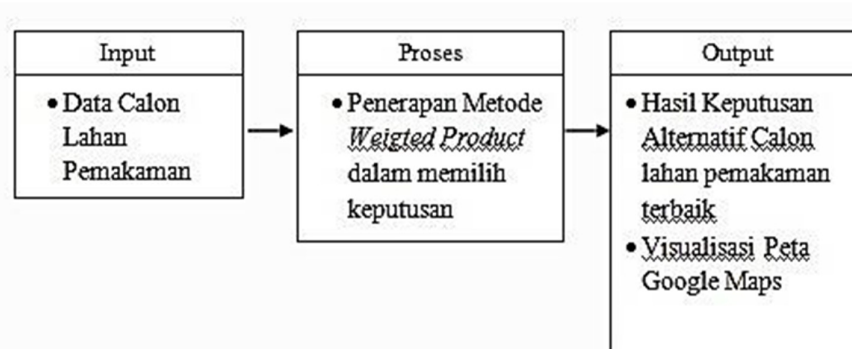 Input
• Data Calon
Lahan
Pemakaman
Proses
• Penerapan Metode
Weigted Product
dalam memilih
keputusan
Output
• Hasil Keputusan
Alternatif Calon
lahan pemakaman
terbaik
• Visualisasi Peta
Google Maps